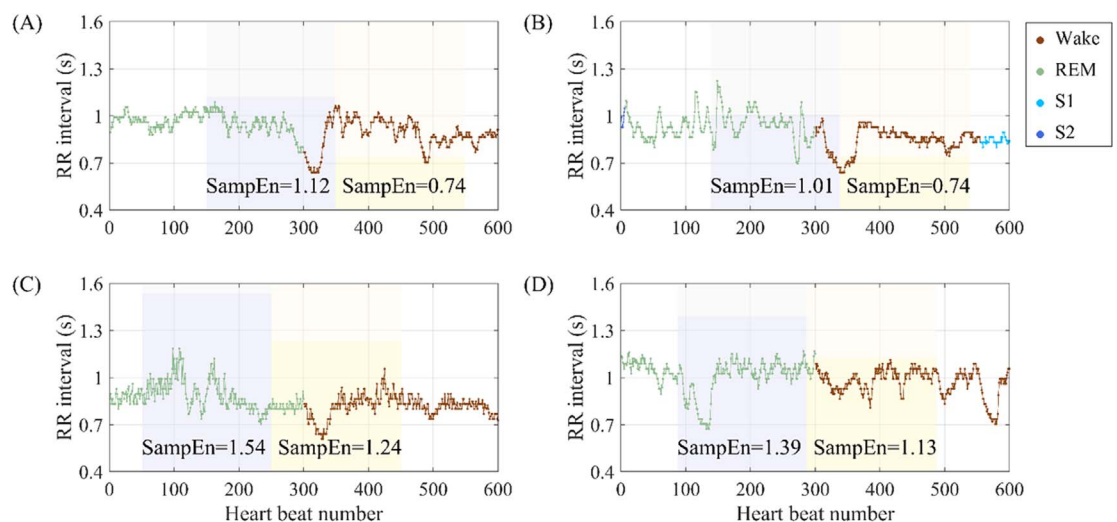 (A)
RR interval (s)
1.6
1.3
1
0.7
0.4
SampEn=1.12
SampEn=0.74
0 100 200 300 400 500 600
(B)
RR interval (s)
1.6
1.3
1
0.7
0.4
SampEn=1.01
SampEn=0.74
0 100 200 300 400 500 600
Wake
REM
S1
S2
(C)
RR interval (s)
1.6
1.3
1
0.7
0.4
SampEn=1.54
SampEn=1.24
0 100 200 300 400 500 600
Heart beat number
(D)
RR interval (s)
1.6
1.3
1
0.7
0.4
SampEn=1.39
SampEn=1.13
0 100 200 300 400 500 600
Heart beat number